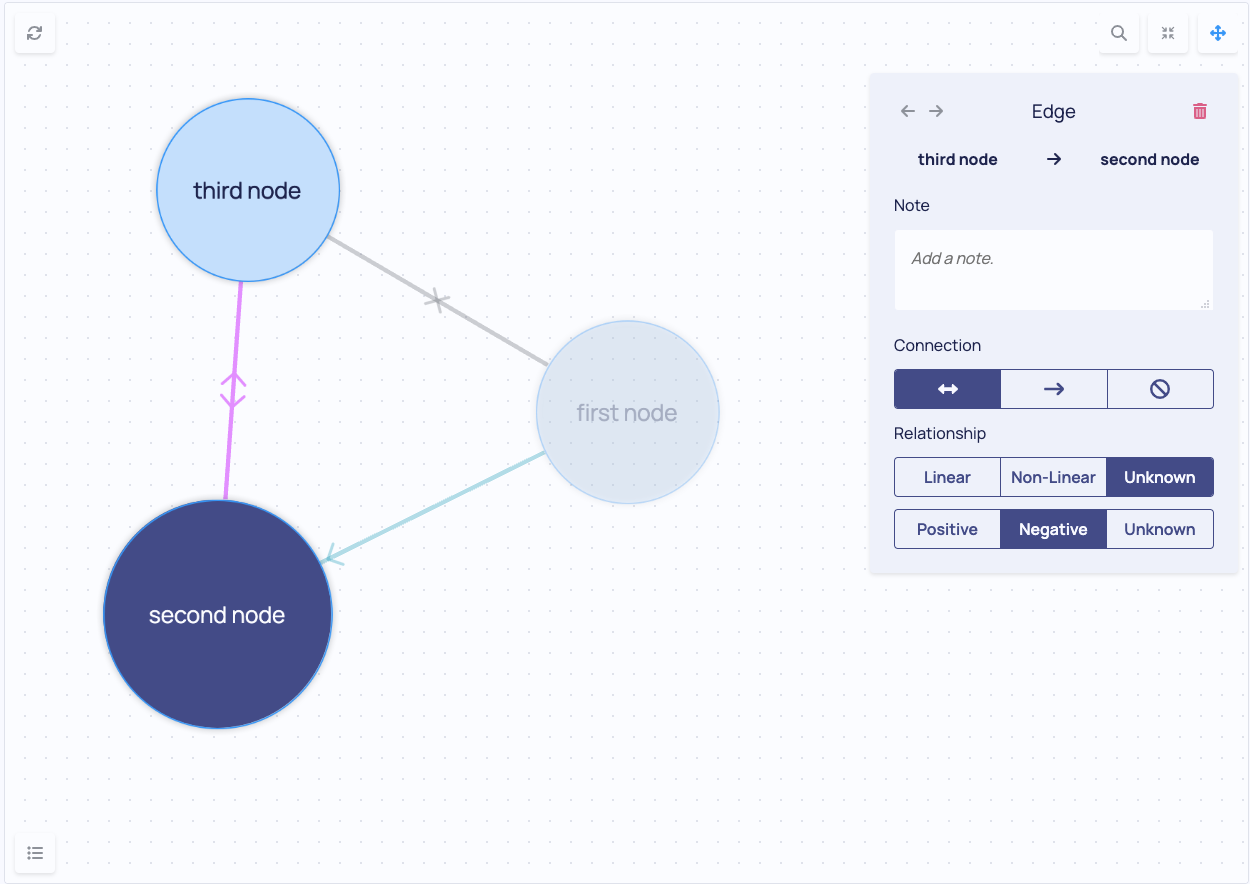 Edge
third node → second node
third node
Note
Add a note.
Connection
first node
Relationship
Linear Non-Linear Unknown
Positive Negative Unknown
second node